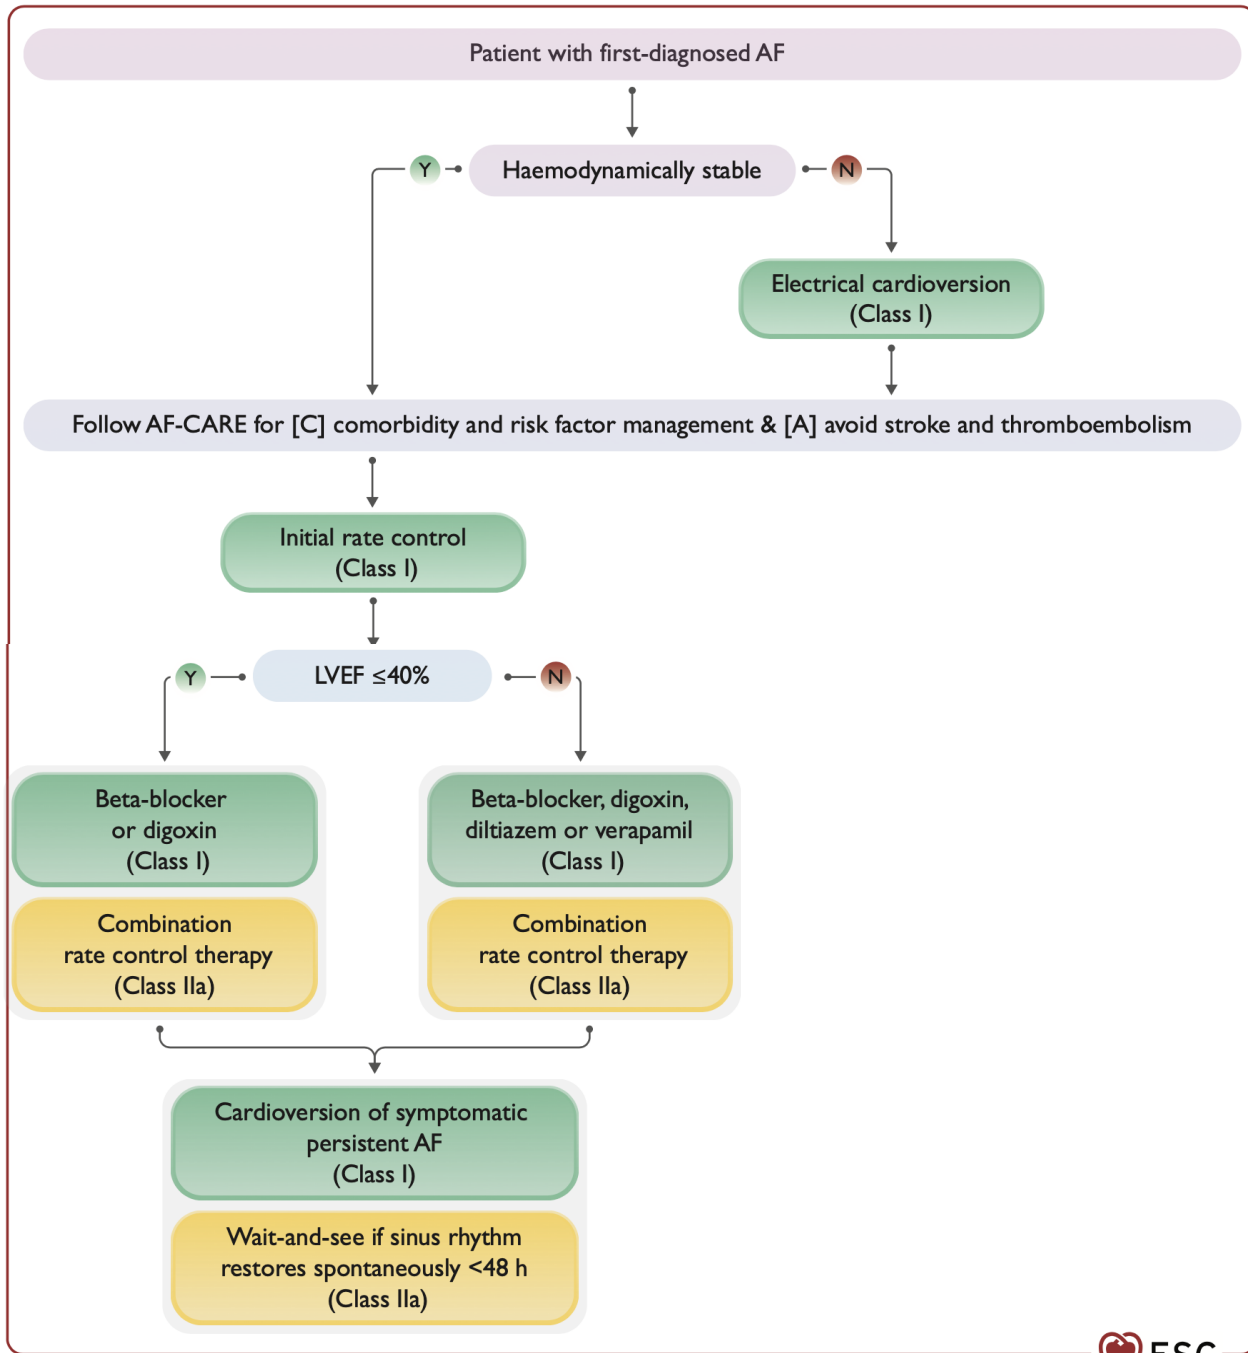 Patient with first-diagnosed AF
Y
Haemodynamically stable
N
Electrical cardioversion
(Class I)
Follow AF-CARE for [C] comorbidity and risk factor management & [A] avoid stroke and thromboembolism
Initial rate control
(Class I)
Y
LVEF ≤40%
N
Beta-blocker
or digoxin
(Class I)
Beta-blocker, digoxin,
diltiazem or verapamil
(Class I)
Combination
rate control therapy
(Class IIa)
Combination
rate control therapy
(Class IIa)
Cardioversion of symptomatic
persistent AF
(Class I)
Wait-and-see if sinus rhythm
restores spontaneously <48 h
(Class IIa)
ESC